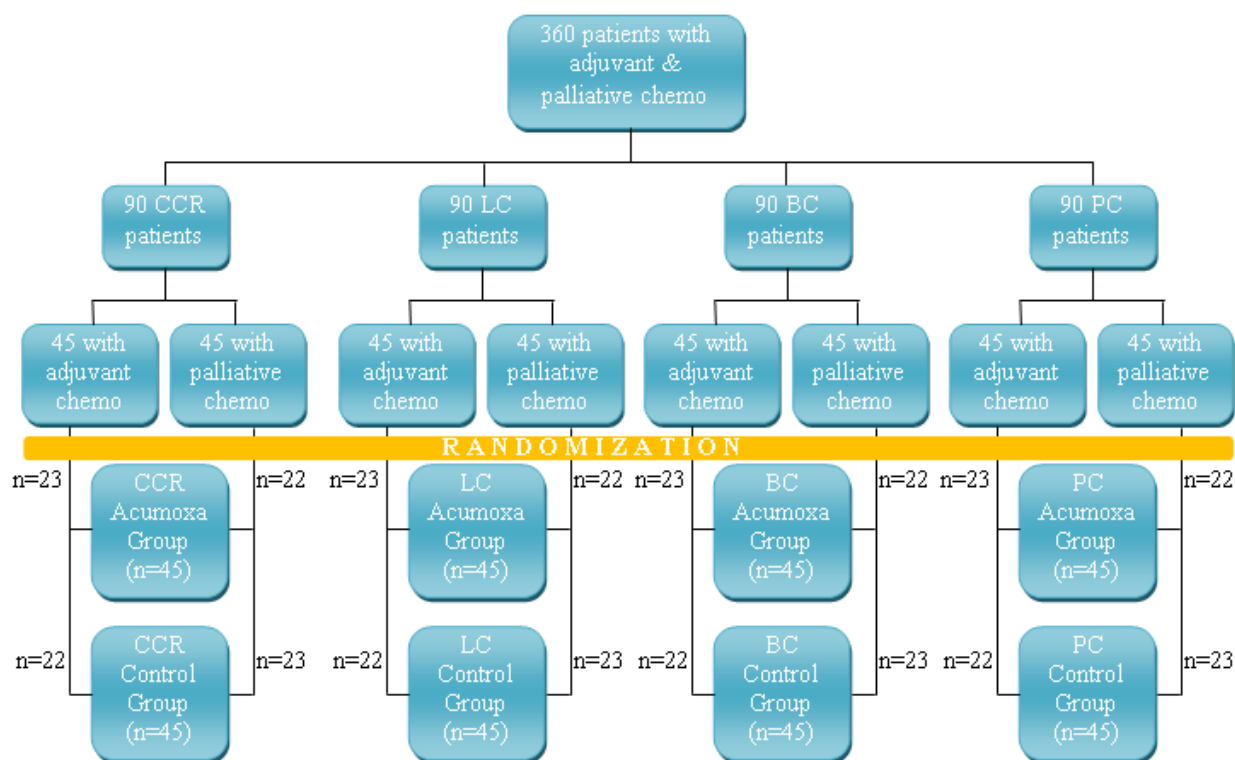 360 patients with
adjuvant &
palliative chemo
90 CCR
patients
90 LC
patients
90 BC
patients
90 PC
patients
45 with
adjuvant
chemo
45 with
palliative
chemo
45 with
adjuvant
chemo
45 with
palliative
chemo
45 with
adjuvant
chemo
45 with
palliative
chemo
45 with
adjuvant
chemo
45 with
palliative
chemo
RANDOMIZATION
n=23
CCR
Acumoxa
Group
(n=45)
n=22
n=23
LC
Acumoxa
Group
(n=45)
n=22
n=23
BC
Acumoxa
Group
(n=45)
n=22
n=23
PC
Acumoxa
Group
(n=45)
n=22
n=22
CCR
Control
Group
(n=45)
n=23
n=22
LC
Control
Group
(n=45)
n=23
n=22
BC
Control
Group
(n=45)
n=23
n=22
PC
Control
Group
(n=45)
n=23